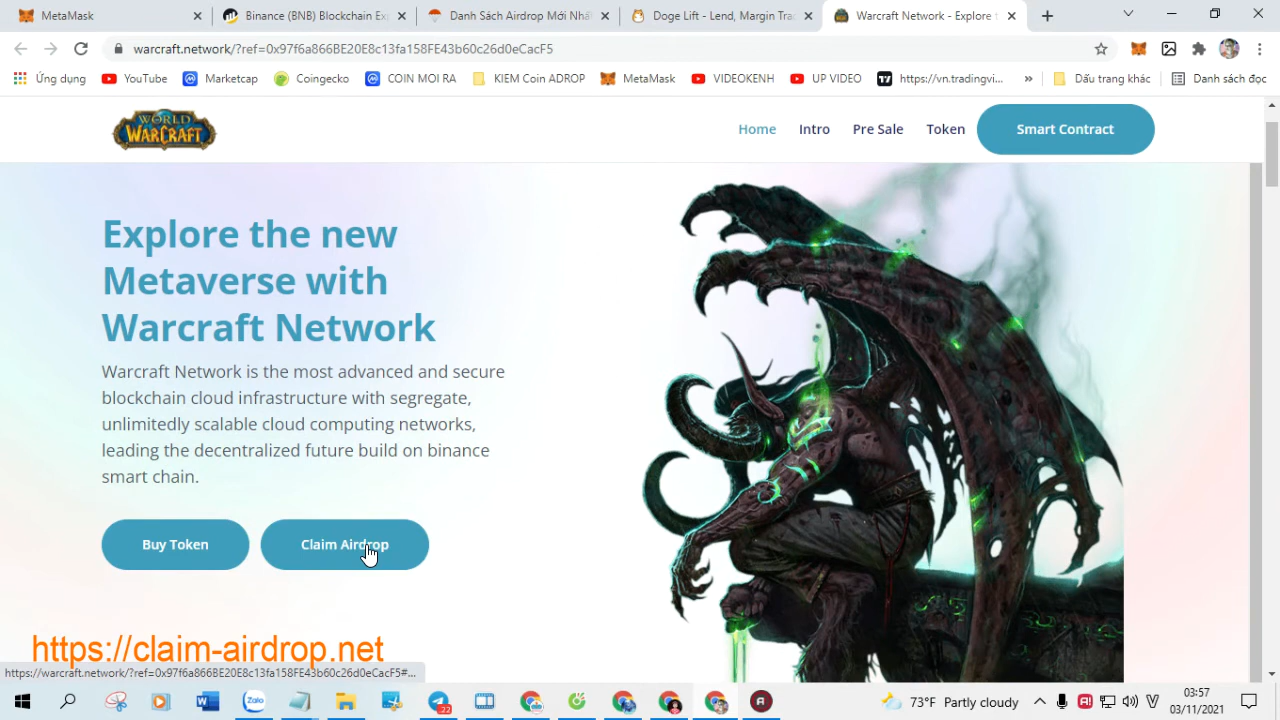 MetaMask
Binance (BNB) Blockchain Exp
Danh Sách Airdrop Mới Nhất
Doge Lift - Lend, Margin Trac
Warcraft Network - Explore t
warcraft.network/?ref=0x97f6a866BE20E8c13fa158FE43b60c26d0eCacF5
Ứng dụng
YouTube
Marketcap
Coingecko
COIN MOI RA
KIEM Coin ADROP
MetaMask
VIDEOKENH
UP VIDEO
https://vn.tradingvi...
»
Dấu trang khác
Danh sách đọc
WORLD
WARCRAFT
Home
Intro
Pre Sale
Token
Smart Contract
Explore the new
Metaverse with
Warcraft Network
Warcraft Network is the most advanced and secure
blockchain cloud infrastructure with segregate,
unlimitedly scalable cloud computing networks,
leading the decentralized future build on binance
smart chain.
Buy Token
Claim Airdrop
https://claim-airdrop.net
https://warcraft.network/?ref=0x97f6a866BE20E8c13fa158FE43b60c26d0eCacF5#...
Zalo
22
73°F Partly cloudy
03:57
03/11/2021